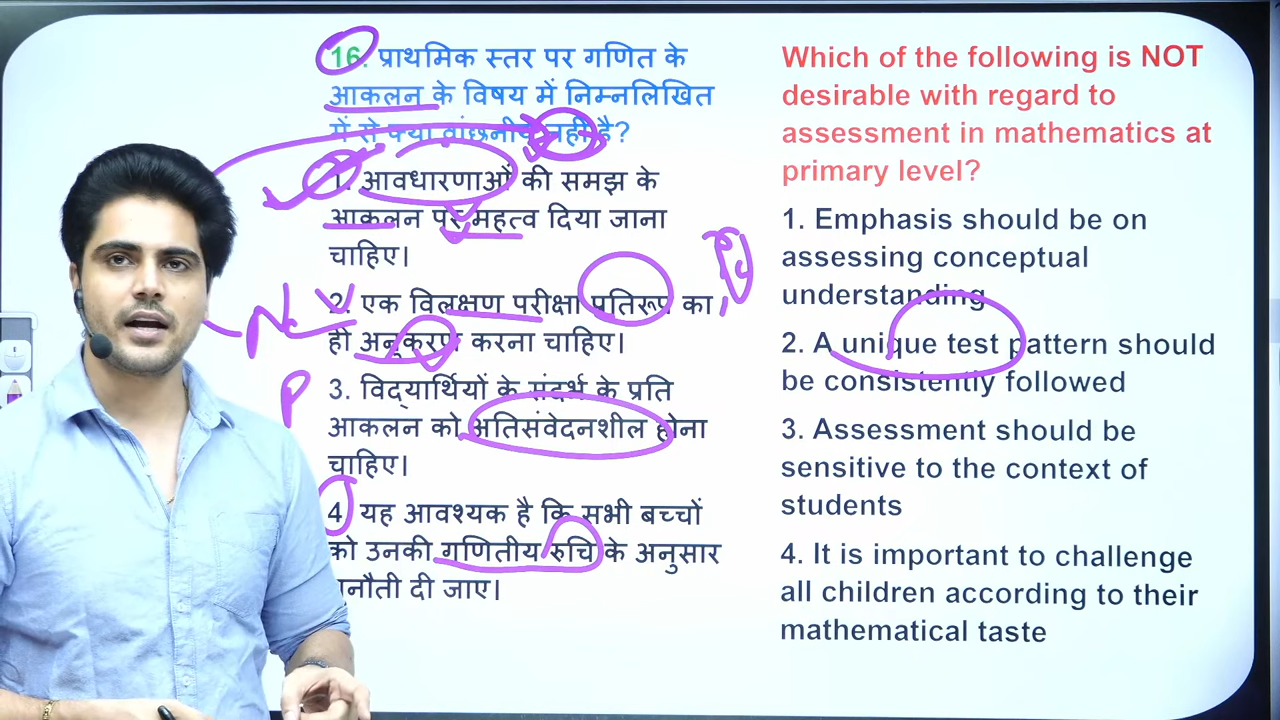 16. प्राथमिक स्तर पर गणित के
आकलन के विषय में निम्नलिखित
में से क्या वांछनीय नहीं है?
1. आवधारणाओं की समझ के
आकलन पर महत्व दिया जाना
चाहिए।
2. एक विलक्षण परीक्षा प्रतिरूप का
ही अनुकरण करना चाहिए।
3. विद्यार्थियों के संदर्भ के प्रति
आकलन को अतिसंवेदनशील होना
चाहिए।
4 यह आवश्यक है कि सभी बच्चों
को उनकी गणितीय रुचि के अनुसार
दी जाए।
Which of the following is NOT
desirable with regard to
assessment in mathematics at
primary level?
1. Emphasis should be on
assessing conceptual
understanding
2. A unique test pattern should
be consistently followed
3. Assessment should be
sensitive to the context of
students
4. It is important to challenge
all children according to their
mathematical taste
P